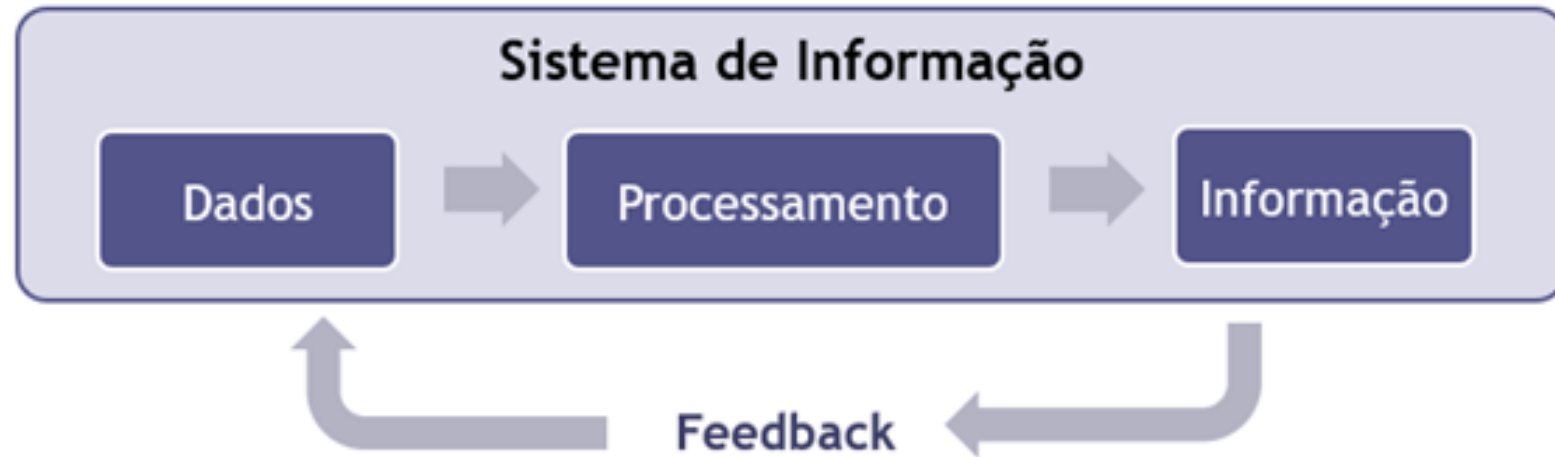 Sistema de Informação
Dados
Processamento
Informação
Feedback